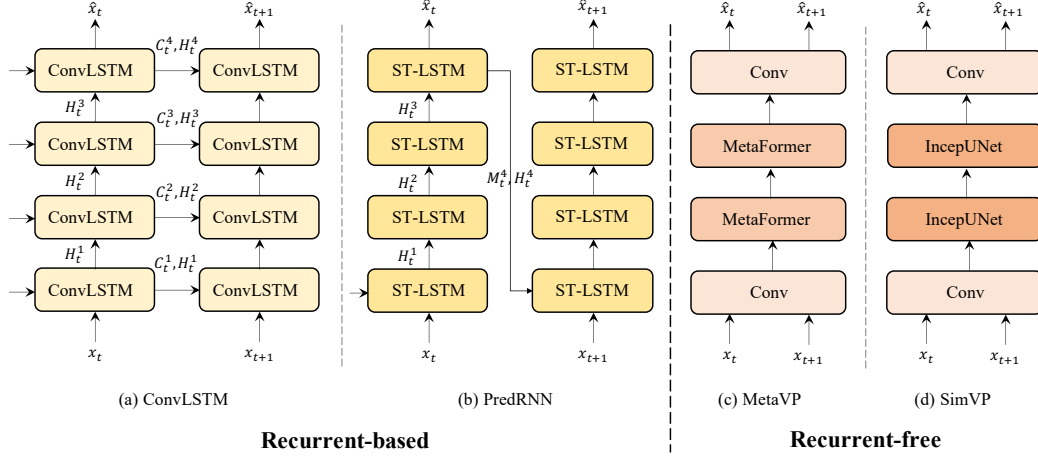 x̂_t
x̂_{t+1}
ConvLSTM
C_t^4, H_t^4
ConvLSTM
H_t^3
ConvLSTM
C_t^3, H_t^3
ConvLSTM
H_t^2
ConvLSTM
C_t^2, H_t^2
ConvLSTM
H_t^1
ConvLSTM
C_t^1, H_t^1
ConvLSTM
x_t
x_{t+1}
(a) ConvLSTM
x̂_t
x̂_{t+1}
ST-LSTM
ST-LSTM
H_t^3
ST-LSTM
ST-LSTM
H_t^2
M_t^4, H_t^4
ST-LSTM
ST-LSTM
H_t^1
ST-LSTM
ST-LSTM
x_t
x_{t+1}
(b) PredRNN
Recurrent-based
x̂_t
x̂_{t+1}
Conv
MetaFormer
MetaFormer
Conv
x_t
x_{t+1}
(c) MetaVP
x̂_t
x̂_{t+1}
Conv
IncepUNet
IncepUNet
Conv
x_t
x_{t+1}
(d) SimVP
Recurrent-free